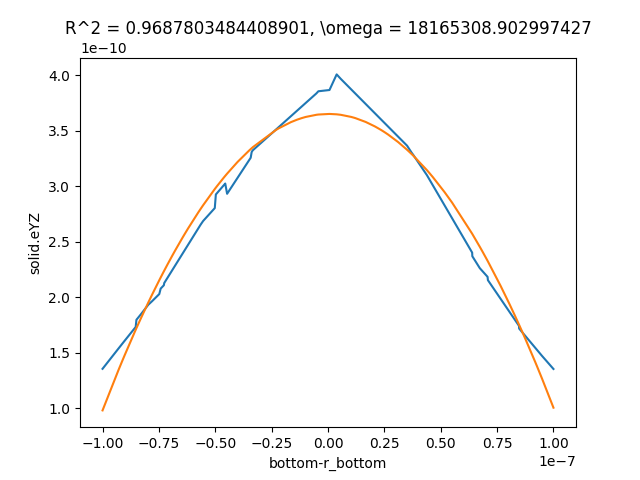 R^2 = 0.9687803484408901, \omega = 18165308.902997427
1e−10
4.0
3.5
3.0
2.5
2.0
1.5
1.0
solid.eYZ
−1.00 −0.75 −0.50 −0.25 0.00 0.25 0.50 0.75 1.00
bottom-r_bottom
1e−7